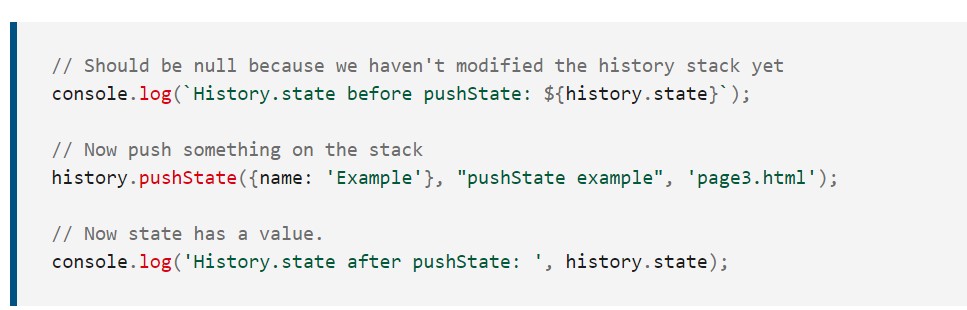 // Should be null because we haven't modified the history stack yet
console.log(`History.state before pushState: ${history.state}`);
// Now push something on the stack
history.pushState({name: 'Example'}, "pushState example", 'page3.html');
// Now state has a value.
console.log('History.state after pushState: ', history.state);